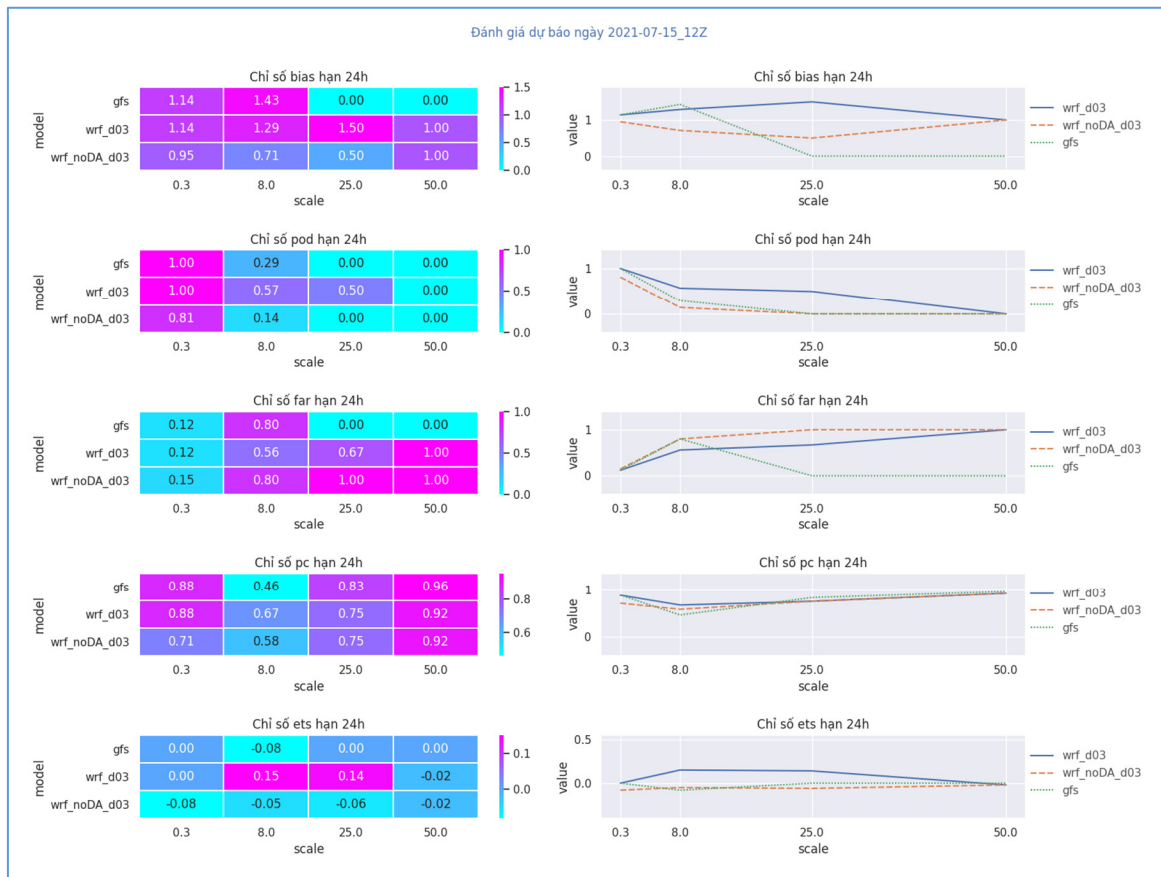 Đánh giá dự báo ngày 2021-07-15_12Z
Chỉ số bias hạn 24h
model
gfs 1.14 1.43 0.00 0.00
wrf_d03 1.14 1.29 1.50 1.00
wrf_noDA_d03 0.95 0.71 0.50 1.00
0.3 8.0 25.0 50.0
scale
1.5
1.0
0.5
0.0
Chỉ số bias hạn 24h
value
1
0
0.3 8.0 25.0 50.0
scale
wrf_d03
wrf_noDA_d03
gfs
Chỉ số pod hạn 24h
model
gfs 1.00 0.29 0.00 0.00
wrf_d03 1.00 0.57 0.50 0.00
wrf_noDA_d03 0.81 0.14 0.00 0.00
0.3 8.0 25.0 50.0
scale
1.0
0.5
0.0
Chỉ số pod hạn 24h
value
1
0
0.3 8.0 25.0 50.0
scale
wrf_d03
wrf_noDA_d03
gfs
Chỉ số far hạn 24h
model
gfs 0.12 0.80 0.00 0.00
wrf_d03 0.12 0.56 0.67 1.00
wrf_noDA_d03 0.15 0.80 1.00 1.00
0.3 8.0 25.0 50.0
scale
1.0
0.5
0.0
Chỉ số far hạn 24h
value
1
0
0.3 8.0 25.0 50.0
scale
wrf_d03
wrf_noDA_d03
gfs
Chỉ số pc hạn 24h
model
gfs 0.88 0.46 0.83 0.96
wrf_d03 0.88 0.67 0.75 0.92
wrf_noDA_d03 0.71 0.58 0.75 0.92
0.3 8.0 25.0 50.0
scale
0.8
0.6
Chỉ số pc hạn 24h
value
1
0
0.3 8.0 25.0 50.0
scale
wrf_d03
wrf_noDA_d03
gfs
Chỉ số ets hạn 24h
model
gfs 0.00 -0.08 0.00 0.00
wrf_d03 0.00 0.15 0.14 -0.02
wrf_noDA_d03 -0.08 -0.05 -0.06 -0.02
0.3 8.0 25.0 50.0
scale
0.1
0.0
Chỉ số ets hạn 24h
value
0.5
0.0
0.3 8.0 25.0 50.0
scale
wrf_d03
wrf_noDA_d03
gfs